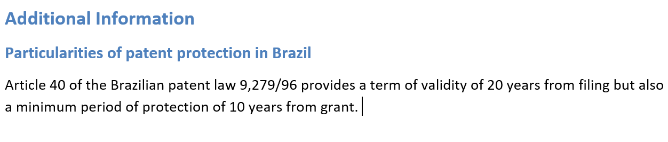 Additional Information
Particularities of patent protection in Brazil
Article 40 of the Brazilian patent law 9,279/96 provides a term of validity of 20 years from filing but also
a minimum period of protection of 10 years from grant.